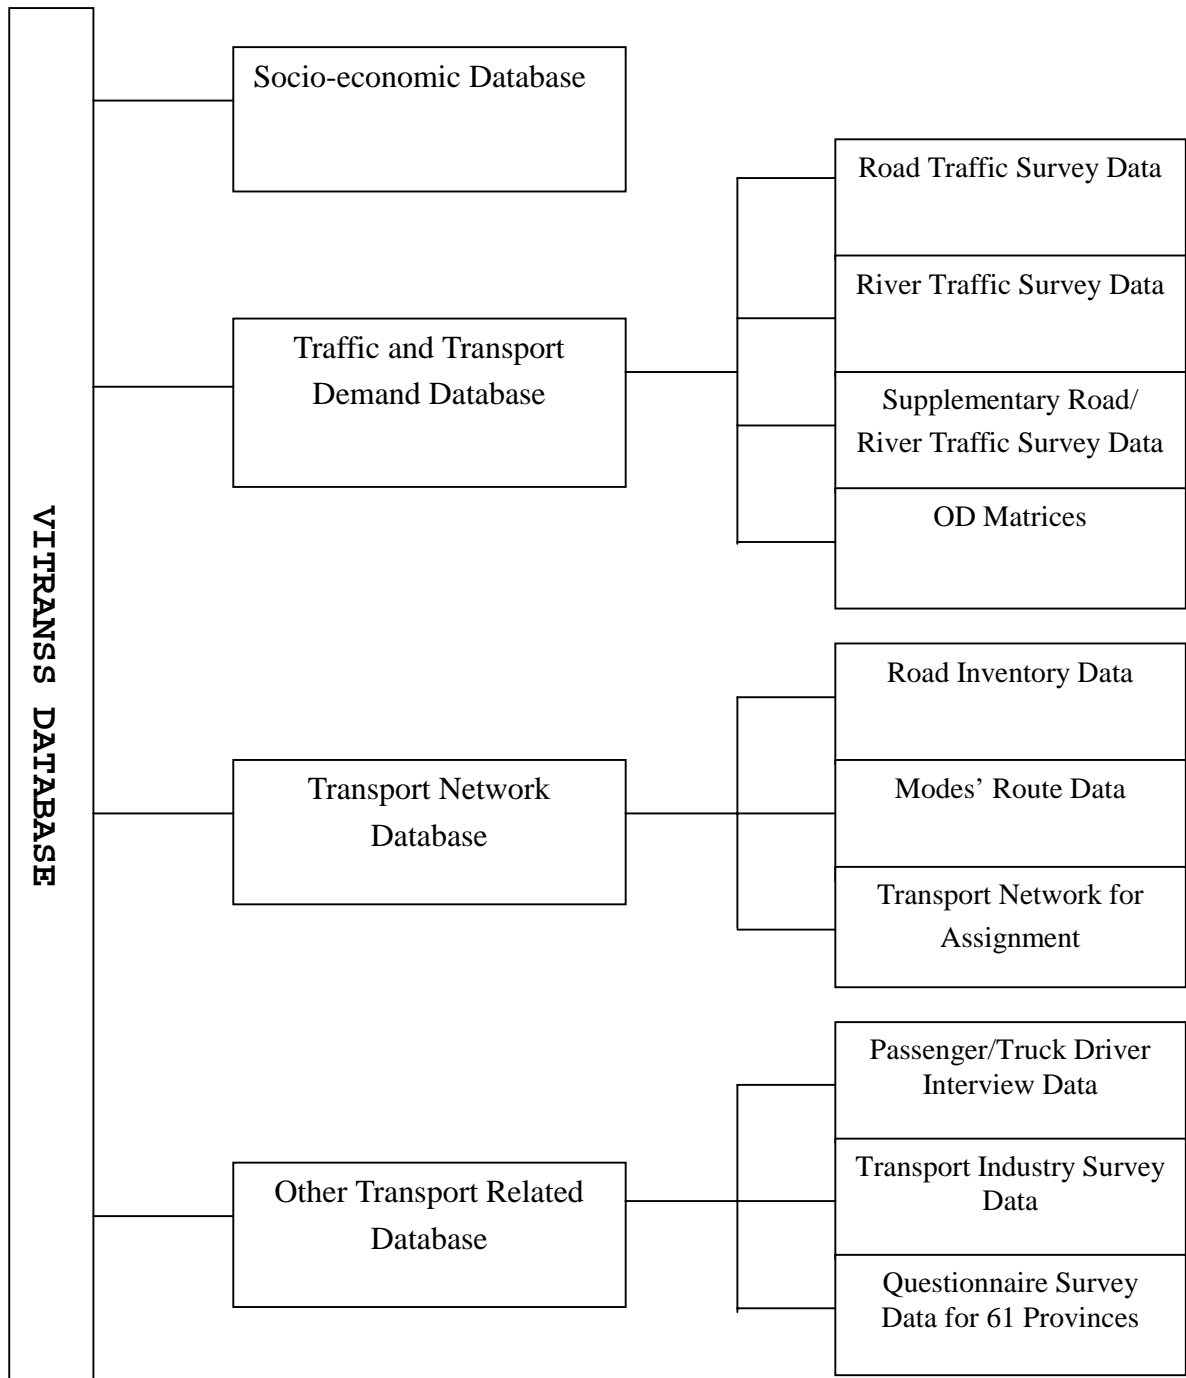 VITRANSS DATABASE
Socio-economic Database
Traffic and Transport
Demand Database
Road Traffic Survey Data
River Traffic Survey Data
Supplementary Road/
River Traffic Survey Data
OD Matrices
Transport Network
Database
Road Inventory Data
Modes’ Route Data
Transport Network for
Assignment
Other Transport Related
Database
Passenger/Truck Driver
Interview Data
Transport Industry Survey
Data
Questionnaire Survey
Data for 61 Provinces